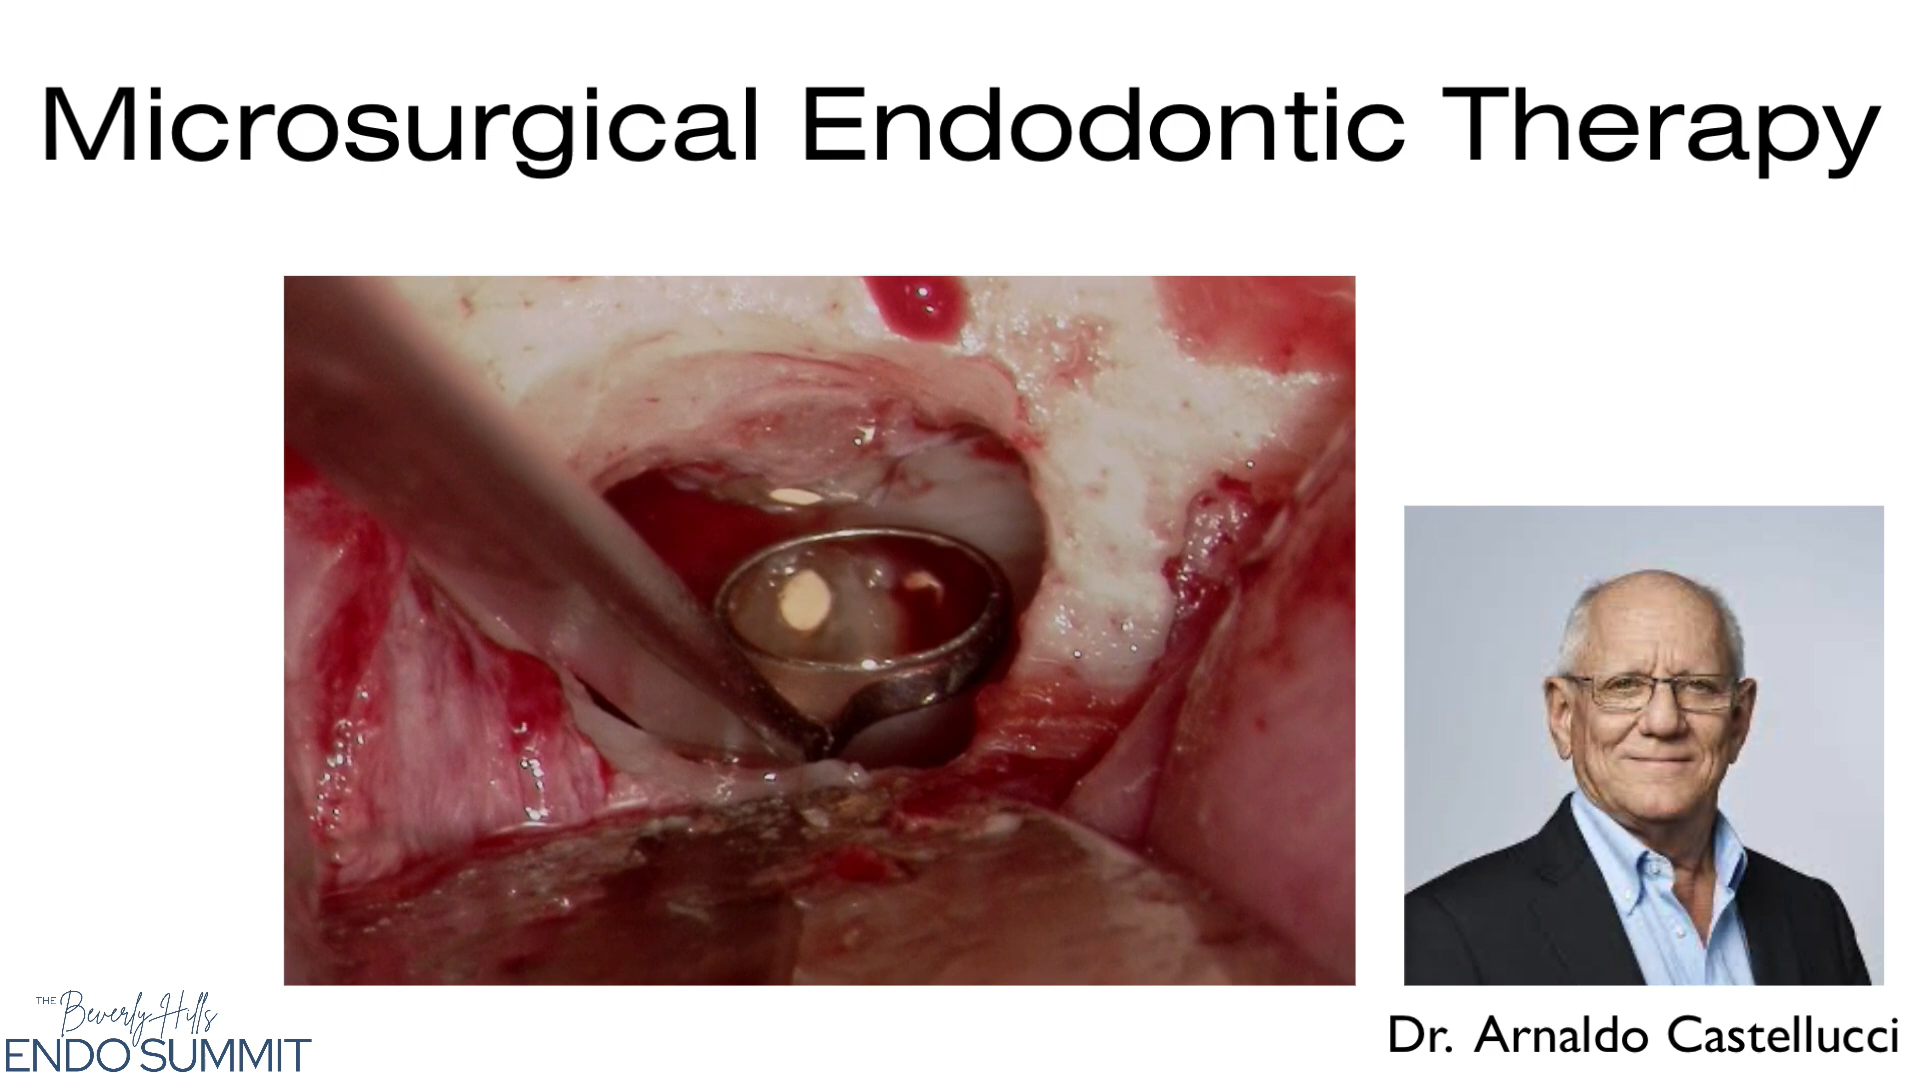 Microsurgical Endodontic Therapy
THE Beverly Hills
ENDO SUMMIT
Dr. Arnaldo Castellucci